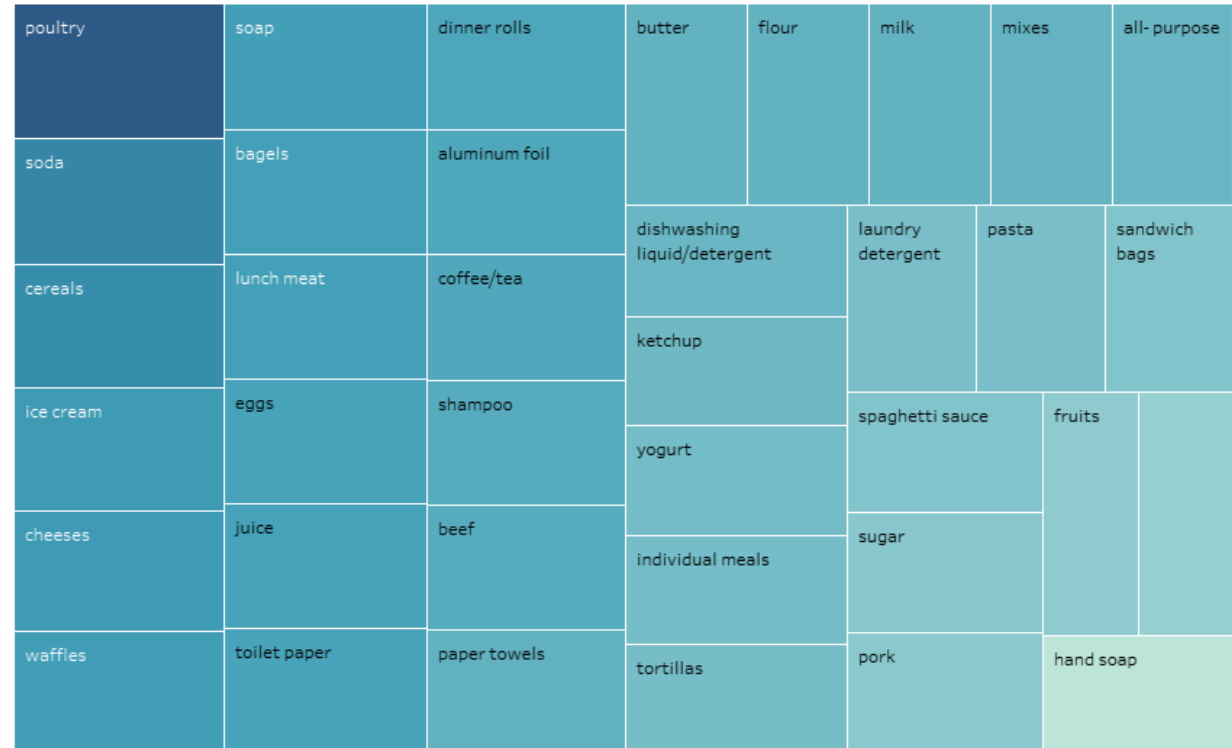 poultry
soda
cereals
ice cream
cheeses
waffles
soap
bagels
lunch meat
eggs
juice
toilet paper
dinner rolls
aluminum foil
coffee/tea
shampoo
beef
paper towels
butter
flour
milk
mixes
all- purpose
dishwashing
liquid/detergent
ketchup
yogurt
individual meals
tortillas
laundry
detergent
pasta
sandwich
bags
spaghetti sauce
sugar
pork
fruits
hand soap